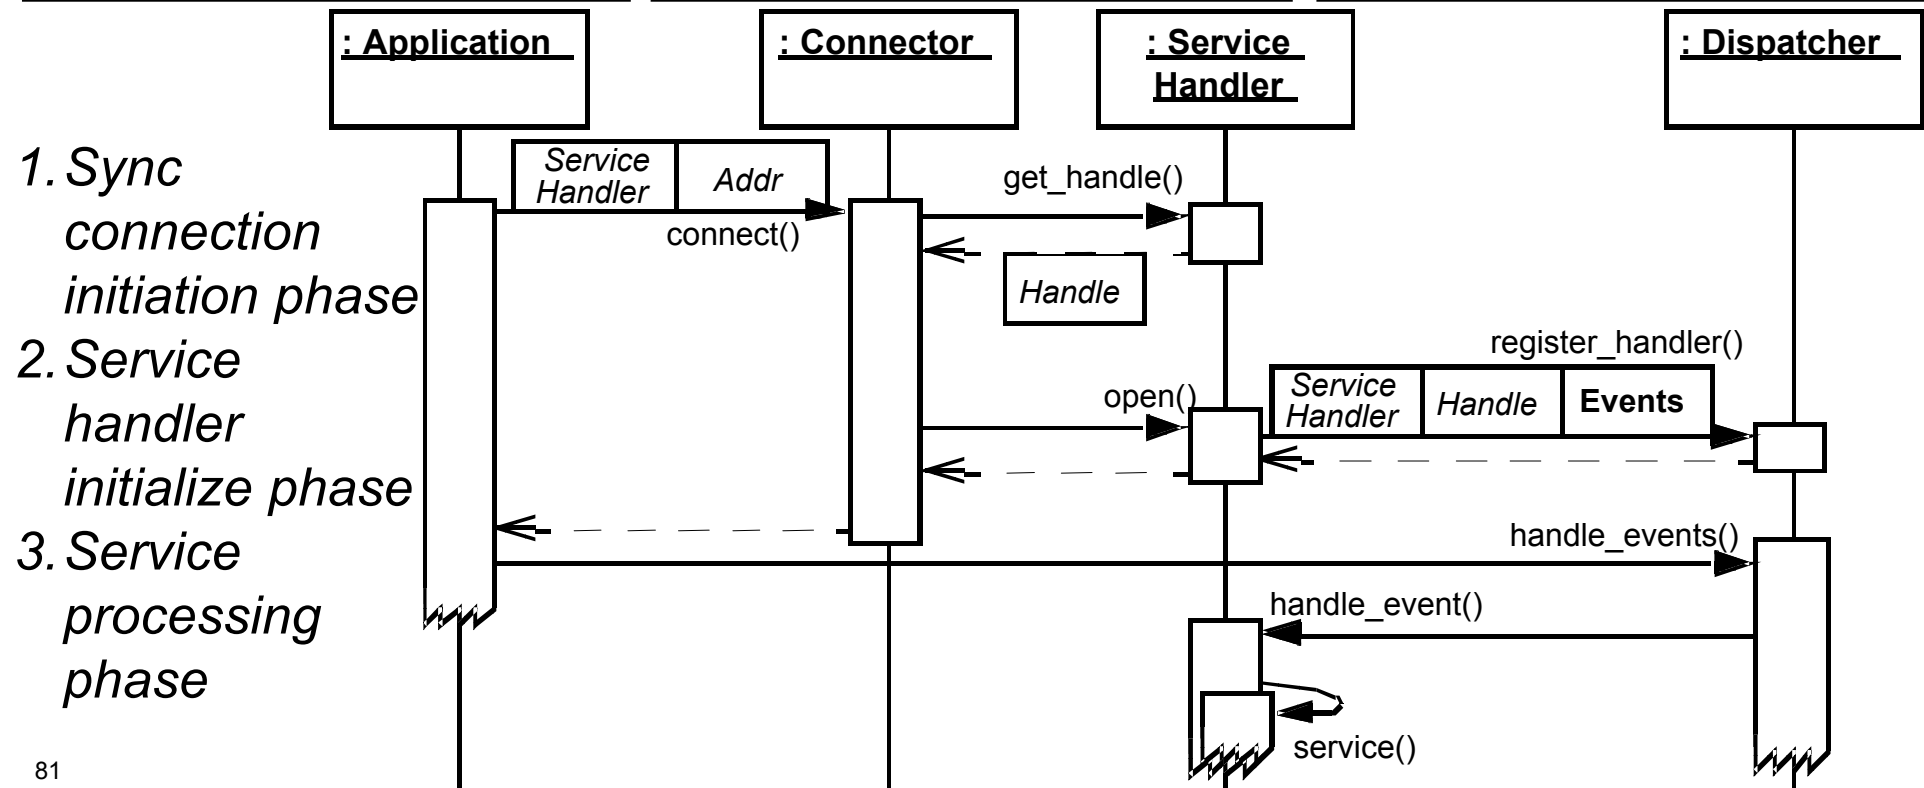 : Application
: Connector
: Service
Handler
: Dispatcher
1. Sync
connection
initiation phase
2. Service
handler
initialize phase
3. Service
processing
phase
Service
Handler
Addr
connect()
get_handle()
Handle
register_handler()
open()
Service
Handler
Handle
Events
handle_events()
handle_event()
service()
81